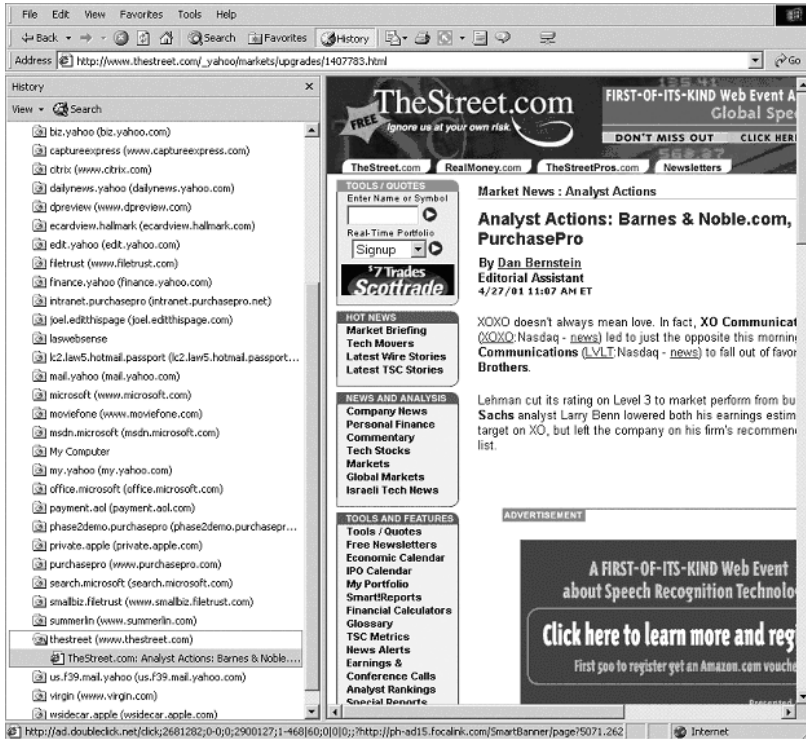 File Edit View Favorites Tools Help
Back Search Favorites History
Address http://www.thestreet.com/_yahoo/markets/upgrades/1407783.html Go
History
View Search
biz.yahoo (biz.yahoo.com)
captureexpress (www.captureexpress.com)
citrix (www.citrix.com)
dailynews.yahoo (dailynews.yahoo.com)
dpreview (www.dpreview.com)
ecardview.hallmark (ecardview.hallmark.com)
edit.yahoo (edit.yahoo.com)
filetrust (www.filetrust.com)
finance.yahoo (finance.yahoo.com)
intranet.purchasepro (intranet.purchasepro.net)
joel.editthispage (joel.editthispage.com)
laswebsense
lc2.law5.hotmail.passport (lc2.law5.hotmail.passport...
mail.yahoo (mail.yahoo.com)
microsoft (www.microsoft.com)
moviefone (www.moviefone.com)
msdn.microsoft (msdn.microsoft.com)
My Computer
my.yahoo (my.yahoo.com)
office.microsoft (office.microsoft.com)
payment.aol (payment.aol.com)
phase2demo.purchasepro (phase2demo.purchasepr...
private.apple (private.apple.com)
purchasepro (www.purchasepro.com)
search.microsoft (search.microsoft.com)
smallbiz.filetrust (www.smallbiz.filetrust.com)
summerlin (www.summerlin.com)
thestreet (www.thestreet.com)
TheStreet.com: Analyst Actions: Barnes & Noble....
us.f39.mail.yahoo (us.f39.mail.yahoo.com)
virgin (www.virgin.com)
wsidecar.apple (wsidecar.apple.com)
FREE
TheStreet.com
Ignore us at your own risk.
FIRST-OF-ITS-KIND Web Event A
Global Spe
DON'T MISS OUT CLICK HER
TheStreet.com RealMoney.com TheStreetPros.com Newsletters
TOOLS / QUOTES
Enter Name or Symbol
Real-Time Portfolio
Signup
$7 Trades
Scottrade
HOT NEWS
Market Briefing
Tech Movers
Latest Wire Stories
Latest TSC Stories
NEWS AND ANALYSIS
Company News
Personal Finance
Commentary
Tech Stocks
Markets
Global Markets
Israeli Tech News
TOOLS AND FEATURES
Tools / Quotes
Free Newsletters
Economic Calendar
IPO Calendar
My Portfolio
Smart!Reports
Financial Calculators
Glossary
TSC Metrics
News Alerts
Earnings &
Conference Calls
Analyst Rankings
Special Reports
Market News : Analyst Actions
Analyst Actions: Barnes & Noble.com,
PurchasePro
By Dan Bernstein
Editorial Assistant
4/27/01 11:07 AM ET
XOXO doesn't always mean love. In fact, XO Communicat
(XOXO:Nasdaq - news) led to just the opposite this morning
Communications (LVLT:Nasdaq - news) to fall out of favor
Brothers.
Lehman cut its rating on Level 3 to market perform from bu
Sachs analyst Larry Benn lowered both his earnings estim
target on XO, but left the company on his firm's recommen
list.
ADVERTISEMENT
A FIRST-OF-ITS-KIND Web Event
about Speech Recognition Technolo
Click here to learn more and reg
First 500 to register get an Amazon.com vouche
http://ad.doubleclick.net/click;2681282;0-0;0;2900127;1-468|60;0|0|0;;?http://ph-ad15.focalink.com/SmartBanner/page?5071.262 Internet